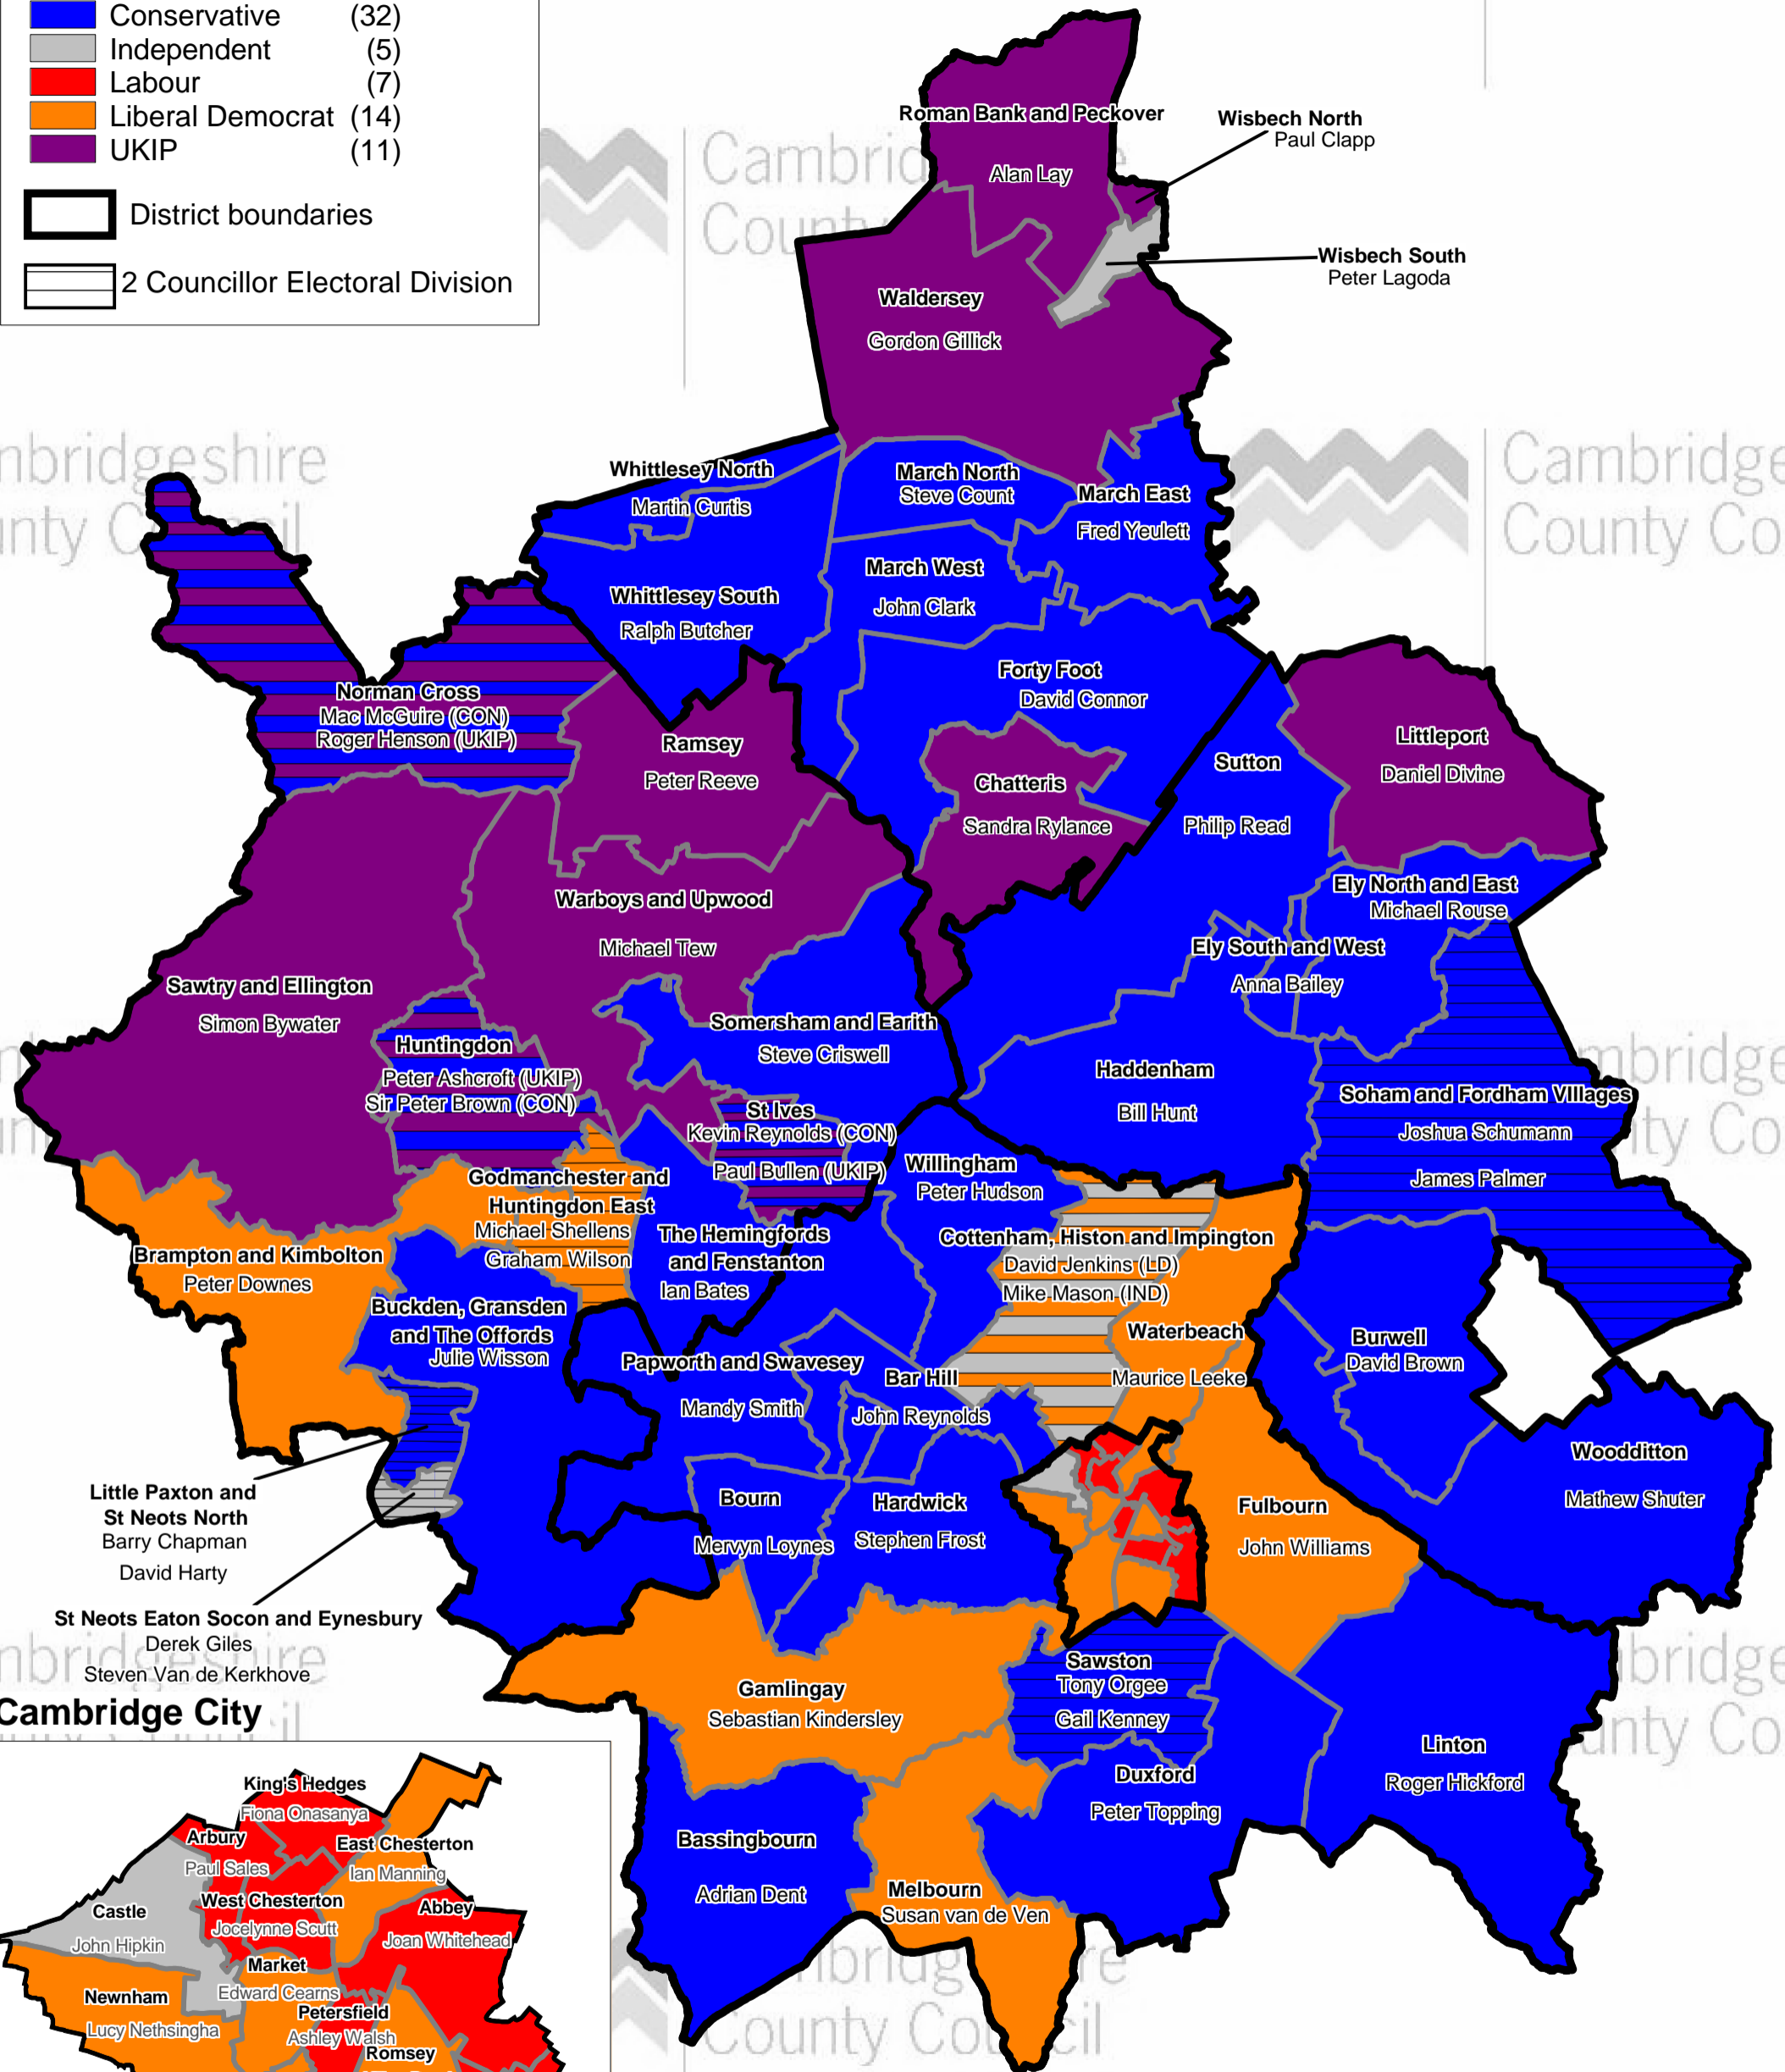 Conservative (32)
Independent (5)
Labour (7)
Liberal Democrat (14)
UKIP (11)
District boundaries
2 Councillor Electoral Division
Cambridgeshire
County Council
Roman Bank and Peckover
Alan Lay
Wisbech North
Paul Clapp
Wisbech South
Peter Lagoda
Waldersey
Gordon Gillick
Whittlesey North
Martin Curtis
March North
Steve Count
March East
Fred Yeulett
March West
John Clark
Whittlesey South
Ralph Butcher
Forty Foot
David Connor
Norman Cross
Mac McGuire (CON)
Roger Henson (UKIP)
Ramsey
Peter Reeve
Chatteris
Sandra Rylance
Sutton
Philip Read
Littleport
Daniel Divine
Ely North and East
Michael Rouse
Ely South and West
Anna Bailey
Warboys and Upwood
Michael Tew
Sawtry and Ellington
Simon Bywater
Somersham and Earith
Steve Criswell
Huntingdon
Peter Ashcroft (UKIP)
Sir Peter Brown (CON)
Haddenham
Bill Hunt
Soham and Fordham VIllages
Joshua Schumann
James Palmer
St Ives
Kevin Reynolds (CON)
Paul Bullen (UKIP)
Willingham
Peter Hudson
Godmanchester and
Huntingdon East
Michael Shellens
Graham Wilson
The Hemingfords
and Fenstanton
Ian Bates
Cottenham, Histon and Impington
David Jenkins (LD)
Mike Mason (IND)
Brampton and Kimbolton
Peter Downes
Buckden, Gransden
and The Offords
Julie Wisson
Waterbeach
Maurice Leeke
Burwell
David Brown
Papworth and Swavesey
Mandy Smith
Bar Hill
John Reynolds
Woodditton
Mathew Shuter
Little Paxton and
St Neots North
Barry Chapman
David Harty
Bourn
Mervyn Loynes
Hardwick
Stephen Frost
Fulbourn
John Williams
St Neots Eaton Socon and Eynesbury
Derek Giles
Steven Van de Kerkhove
Gamlingay
Sebastian Kindersley
Sawston
Tony Orgee
Gail Kenney
Linton
Roger Hickford
Duxford
Peter Topping
Bassingbourn
Adrian Dent
Melbourn
Susan van de Ven
Cambridge City
King's Hedges
Fiona Onasanya
Arbury
Paul Sales
East Chesterton
Ian Manning
West Chesterton
Jocelynne Scutt
Abbey
Joan Whitehead
Castle
John Hipkin
Market
Edward Cearns
Newnham
Lucy Nethsingha
Petersfield
Ashley Walsh
Romsey